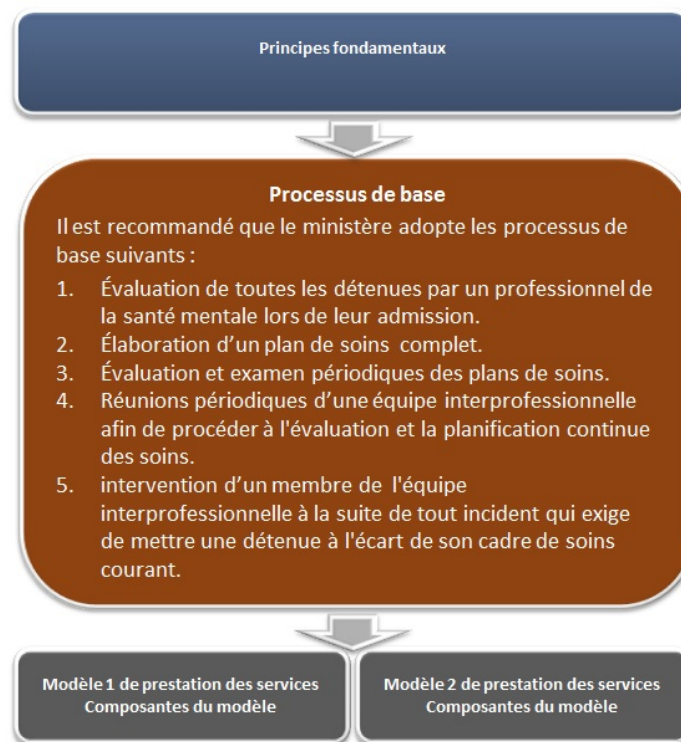 Principes fondamentaux
Processus de base
Il est recommandé que le ministère adopte les processus de
base suivants :
1. Évaluation de toutes les détenues par un professionnel de
la santé mentale lors de leur admission.
2. Élaboration d’un plan de soins complet.
3. Évaluation et examen périodiques des plans de soins.
4. Réunions périodiques d’une équipe interprofessionnelle
afin de procéder à l'évaluation et la planification continue
des soins.
5. intervention d’un membre de l'équipe
interprofessionnelle à la suite de tout incident qui exige
de mettre une détenue à l'écart de son cadre de soins
courant.
Modèle 1 de prestation des services
Composantes du modèle
Modèle 2 de prestation des services
Composantes du modèle